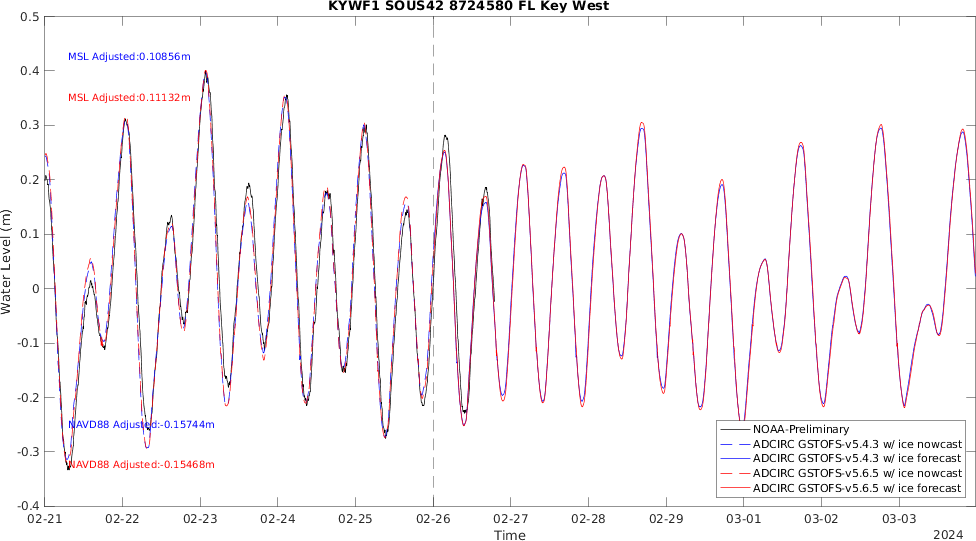 KYWF1 SOUS42 8724580 FL Key West
0.5
0.4
0.3
0.2
0.1
0
-0.1
-0.2
-0.3
-0.4
Water Level (m)
MSL Adjusted:0.10856m
MSL Adjusted:0.11132m
NAVD88 Adjusted:-0.15744m
NAVD88 Adjusted:-0.15468m
NOAA-Preliminary
ADCIRC GSTOFS-v5.4.3 w/ ice nowcast
ADCIRC GSTOFS-v5.4.3 w/ ice forecast
ADCIRC GSTOFS-v5.6.5 w/ ice nowcast
ADCIRC GSTOFS-v5.6.5 w/ ice forecast
02-21 02-22 02-23 02-24 02-25 02-26 02-27 02-28 02-29 03-01 03-02 03-03
Time
2024